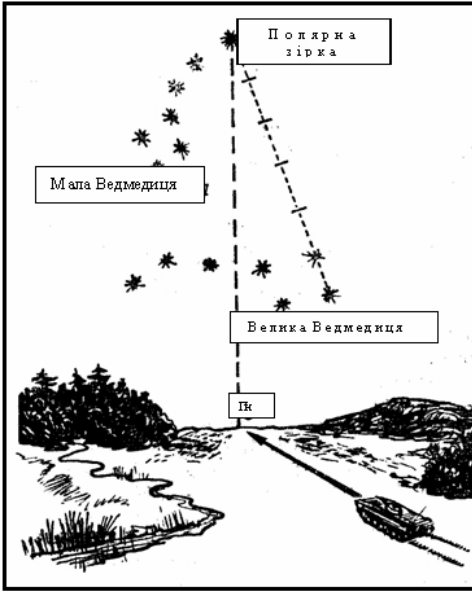 Полярна
зірка
Мала Ведмедиця
Велика Ведмедиця
Пн